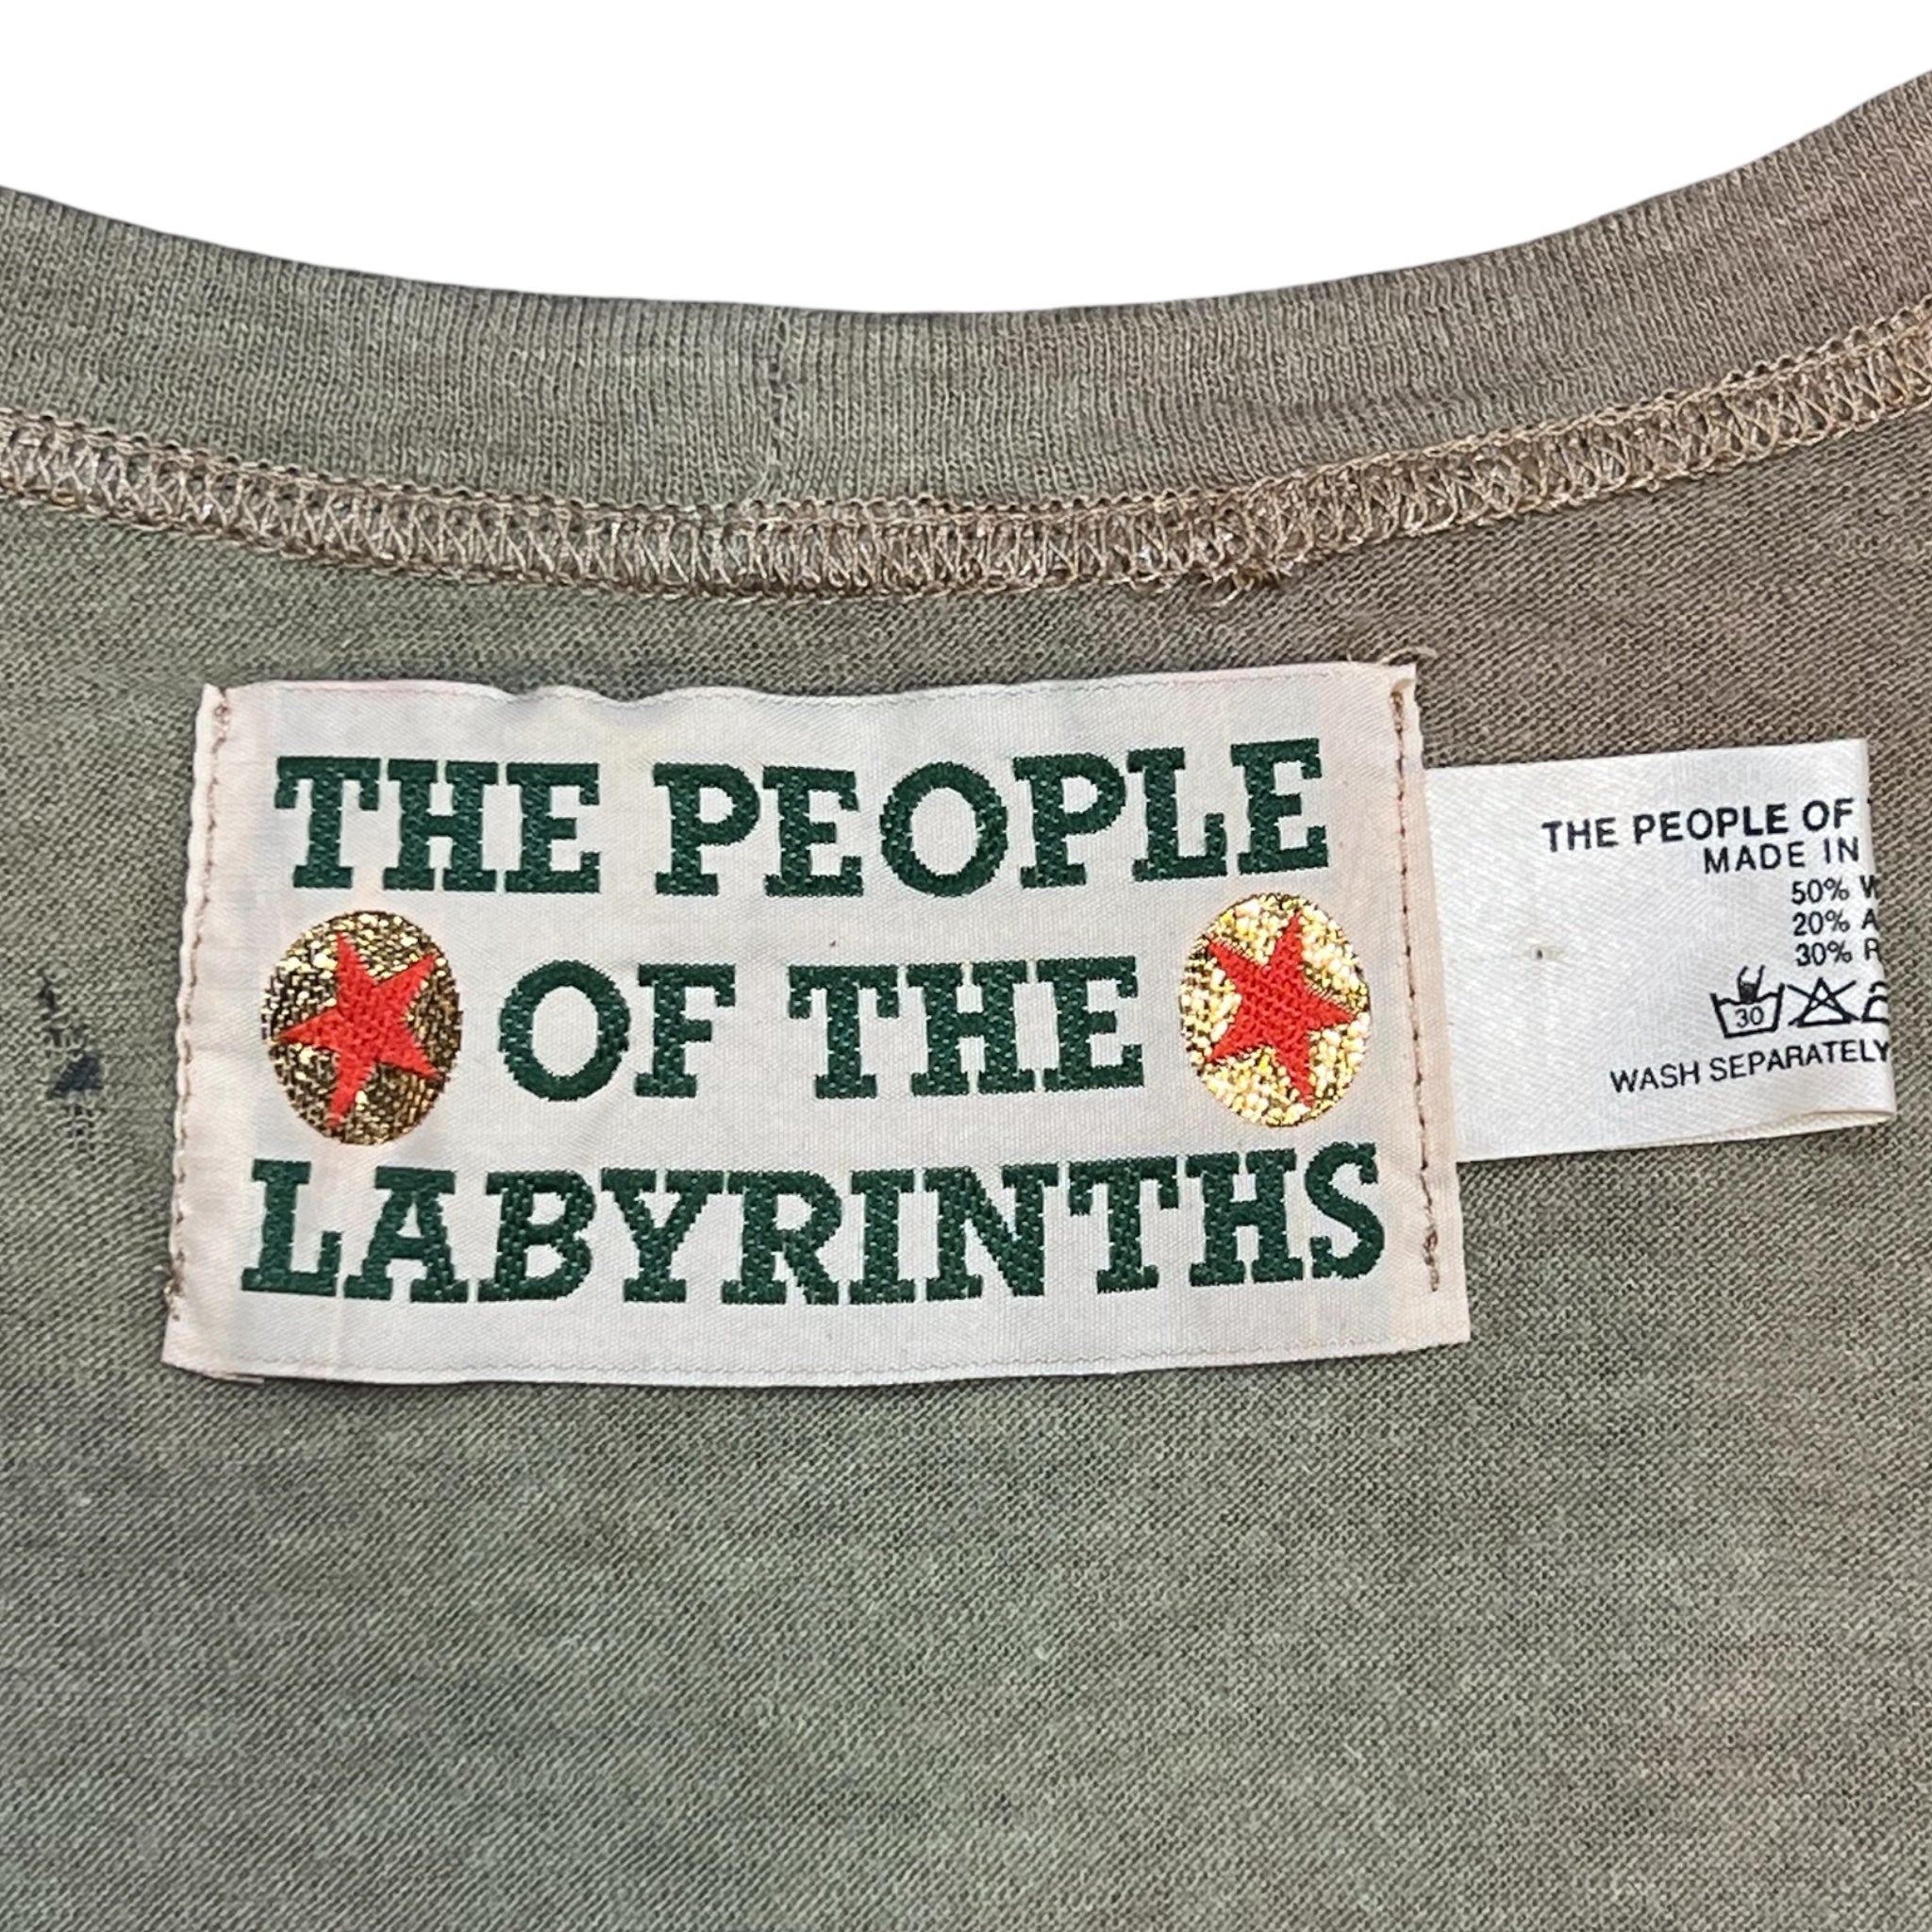 THE PEOPLE
OF THE
LABYRINTHS
THE PEOPLE OF
MADE IN
50%
20%
30%
30
WASH SEPARATELY